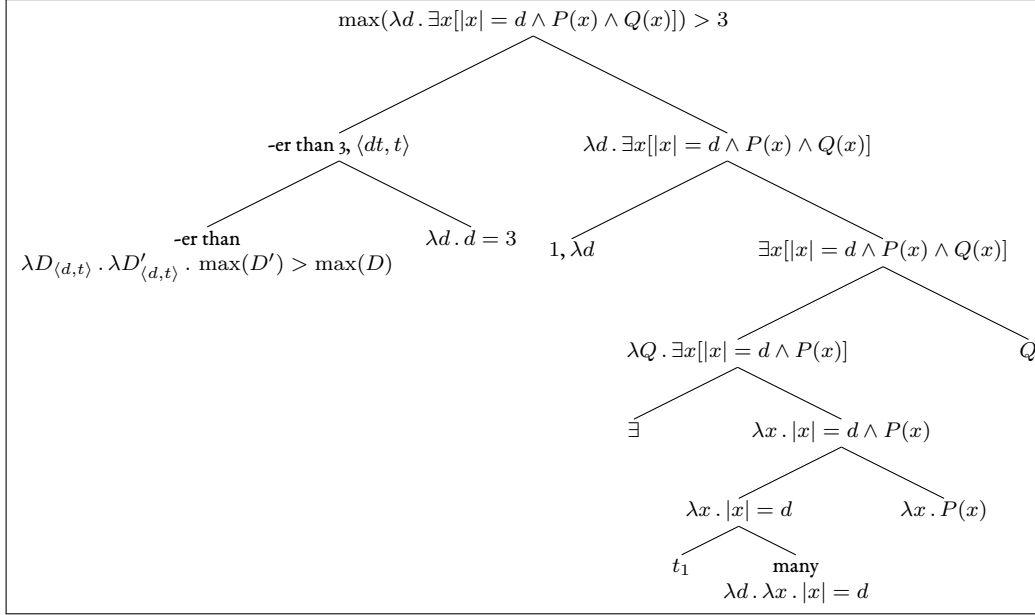 max(λd . ∃x[|x| = d ∧ P(x) ∧ Q(x)]) > 3
-er than 3, ⟨dt, t⟩
λd . ∃x[|x| = d ∧ P(x) ∧ Q(x)]
-er than
λD⟨d,t⟩ . λD′⟨d,t⟩ . max(D′) > max(D)
λd . d = 3
1, λd
∃x[|x| = d ∧ P(x) ∧ Q(x)]
λQ . ∃x[|x| = d ∧ P(x)]
Q
∃
λx . |x| = d ∧ P(x)
λx . |x| = d
λx . P(x)
t₁
many
λd . λx . |x| = d